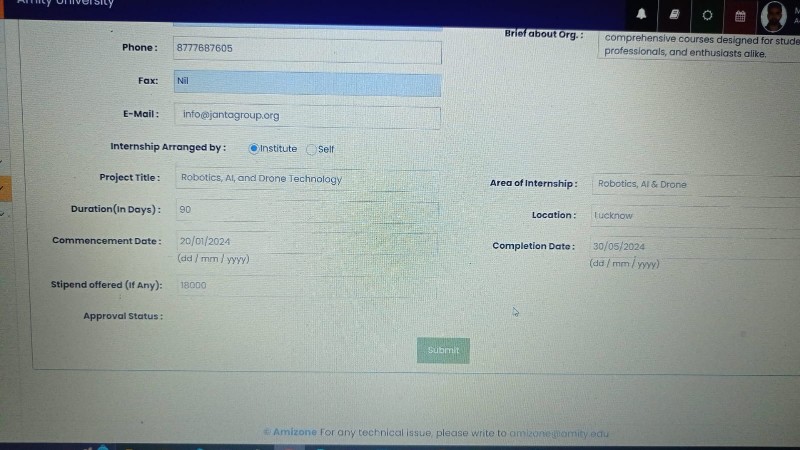 Amity University
Brief about Org. :
comprehensive courses designed for stude
professionals, and enthusiasts alike.
Phone : 8777687605
Fax: Nil
E-Mail : info@jantagroup.org
Internship Arranged by : Institute Self
Project Title : Robotics, AI, and Drone Technology
Area of Internship : Robotics, AI & Drone
Duration(In Days) : 90
Location : Lucknow
Commencement Date : 20/01/2024
(dd / mm / yyyy)
Completion Date : 30/05/2024
(dd / mm / yyyy)
Stipend offered (If Any): 18000
Approval Status :
Submit
© Amizone For any technical issue, please write to amizone@amity.edu